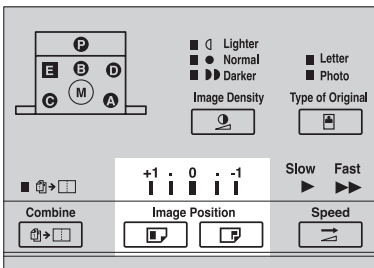 P
E B D
C M A
Lighter
Normal
Darker
Letter
Photo
Image Density
Type of Original
+1 . 0 . -1
Slow Fast
Combine
Image Position
Speed